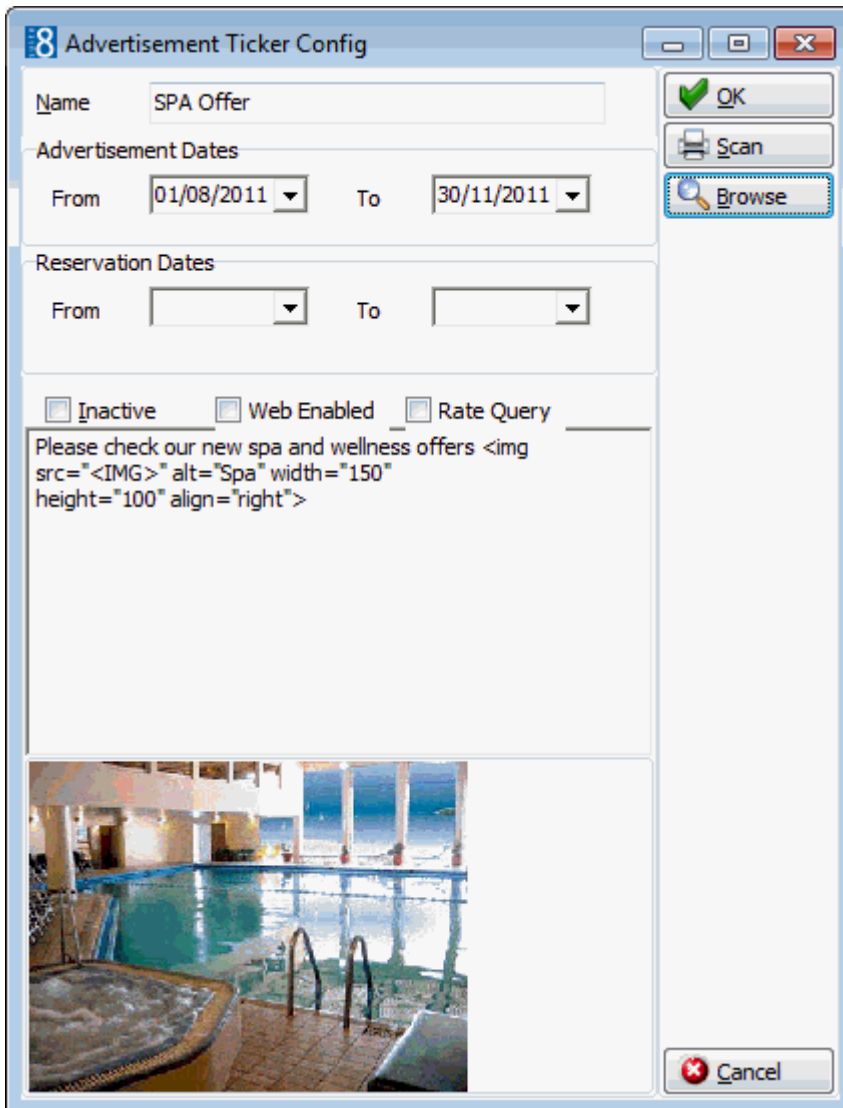 8 Advertisement Ticker Config
Name SPA Offer
OK
Scan
Browse
Advertisement Dates
From 01/08/2011 To 30/11/2011
Reservation Dates
From To
Inactive Web Enabled Rate Query
Please check our new spa and wellness offers <img
src="<IMG>" alt="Spa" width="150"
height="100" align="right">
Cancel